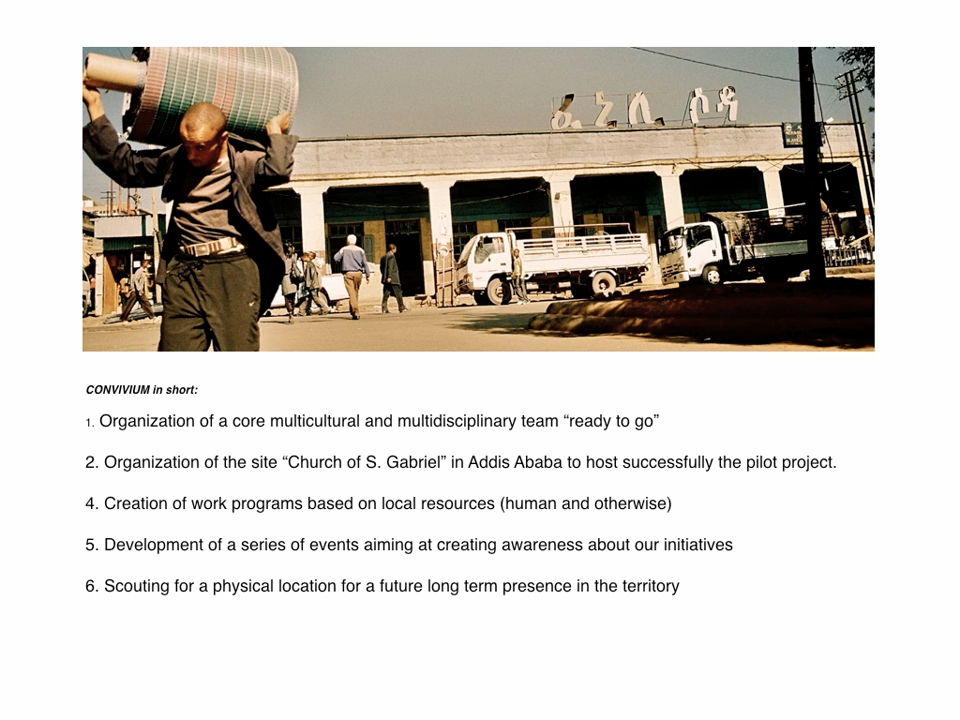 CONVIVIUM in short:
1. Organization of a core multicultural and multidisciplinary team “ready to go”
2. Organization of the site “Church of S. Gabriel” in Addis Ababa to host successfully the pilot project.
4. Creation of work programs based on local resources (human and otherwise)
5. Development of a series of events aiming at creating awareness about our initiatives
6. Scouting for a physical location for a future long term presence in the territory